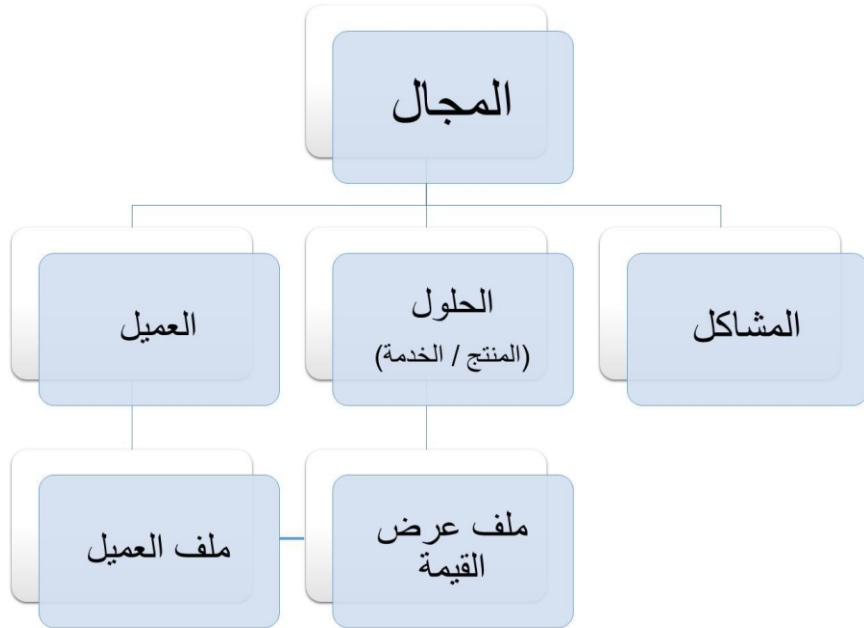 المجال
المشاكل
الحلول
(المنتج / الخدمة)
العميل
ملف عرض
القيمة
ملف العميل